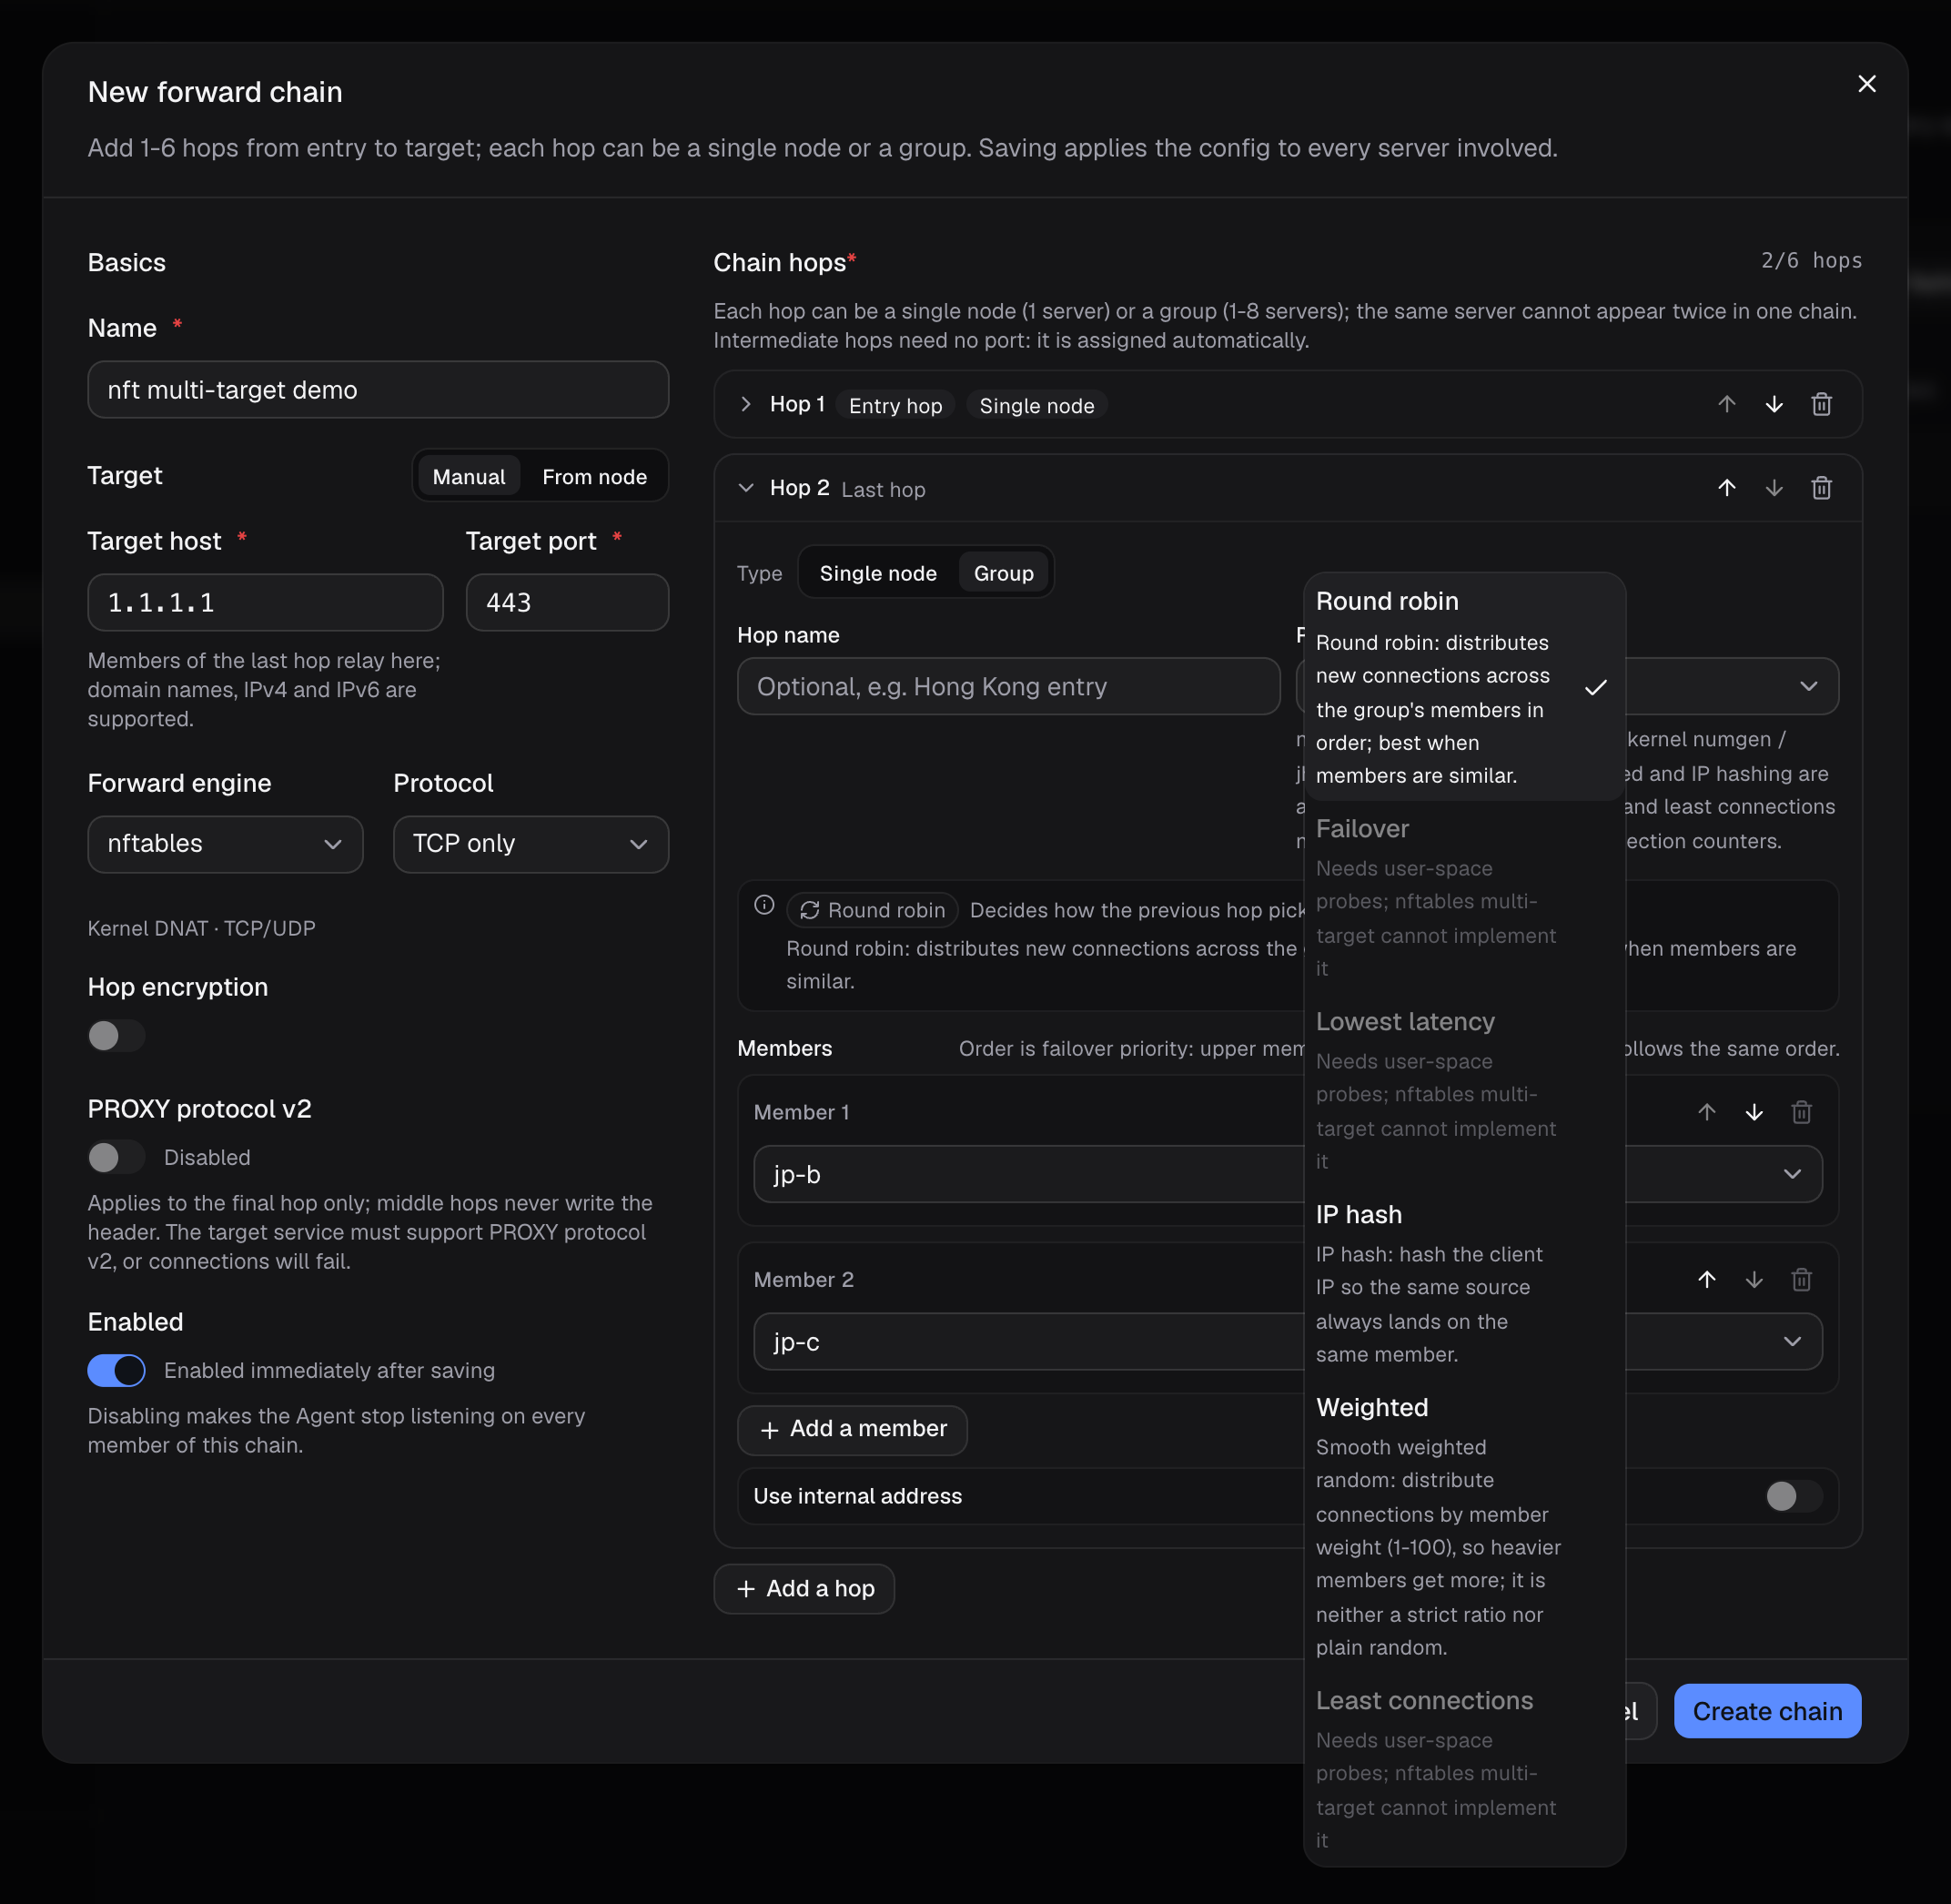 New forward chain
Add 1-6 hops from entry to target; each hop can be a single node or a group. Saving applies the config to every server involved.
Basics
Name *
nft multi-target demo
Target
Manual
From node
Target host *
Target port *
1.1.1.1
443
Members of the last hop relay here;
domain names, IPv4 and IPv6 are
supported.
Forward engine
Protocol
nftables
TCP only
Kernel DNAT · TCP/UDP
Hop encryption
PROXY protocol v2
Disabled
Applies to the final hop only; middle hops never write the
header. The target service must support PROXY protocol
v2, or connections will fail.
Enabled
Enabled immediately after saving
Disabling makes the Agent stop listening on every
member of this chain.
Chain hops*
2/6 hops
Each hop can be a single node (1 server) or a group (1-8 servers); the same server cannot appear twice in one chain.
Intermediate hops need no port: it is assigned automatically.
Hop 1 Entry hop Single node
Hop 2 Last hop
Type Single node Group
Hop name
Optional, e.g. Hong Kong entry
kernel numgen /
and IP hashing are
and least connections
counters.
Round robin Decides how the previous hop
Round robin: distributes new connections across the
when members are
similar.
Members
Order is failover priority: upper
follows the same order.
Member 1
jp-b
Member 2
jp-c
+ Add a member
Use internal address
+ Add a hop
Round robin
Round robin: distributes
new connections across
the group's members in
order; best when
members are similar.
Failover
Needs user-space
probes; nftables multi-
target cannot implement
it
Lowest latency
Needs user-space
probes; nftables multi-
target cannot implement
it
IP hash
IP hash: hash the client
IP so the same source
always lands on the
same member.
Weighted
Smooth weighted
random: distribute
connections by member
weight (1-100), so heavier
members get more; it is
neither a strict ratio nor
plain random.
Least connections
Needs user-space
probes; nftables multi-
target cannot implement
it
Create chain